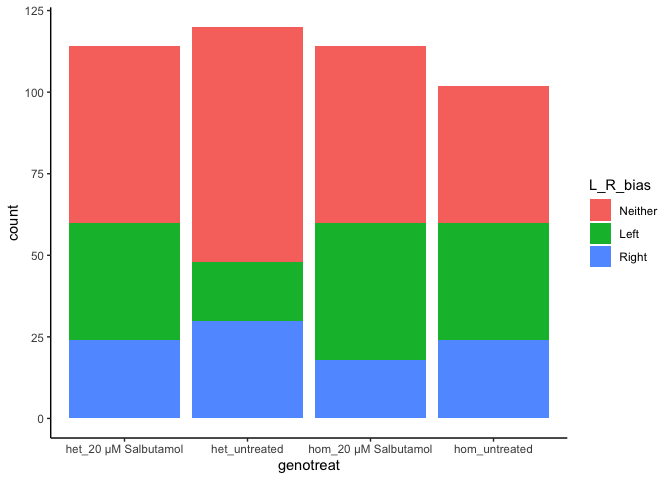 125
100
75
50
25
0
count
het_20 µM Salbutamol
het_untreated
hom_20 µM Salbutamol
hom_untreated
genotreat
L_R_bias
Neither
Left
Right